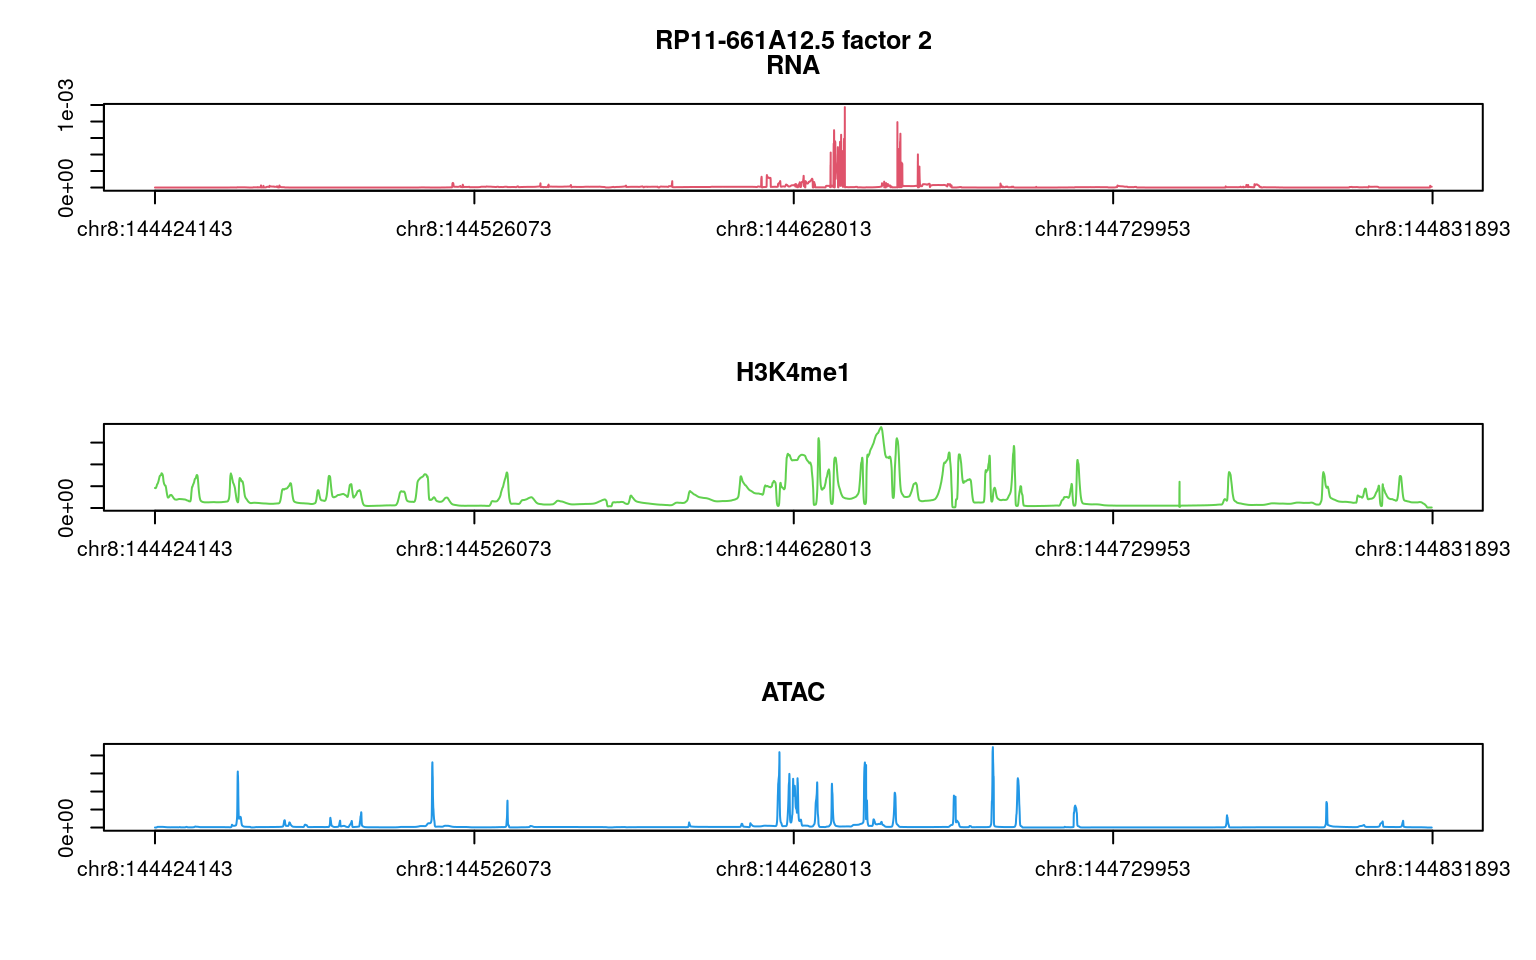 RP11-661A12.5 factor 2
RNA
0e+00 1e-03
chr8:144424143 chr8:144526073 chr8:144628013 chr8:144729953 chr8:144831893
H3K4me1
0e+00
chr8:144424143 chr8:144526073 chr8:144628013 chr8:144729953 chr8:144831893
ATAC
0e+00
chr8:144424143 chr8:144526073 chr8:144628013 chr8:144729953 chr8:144831893